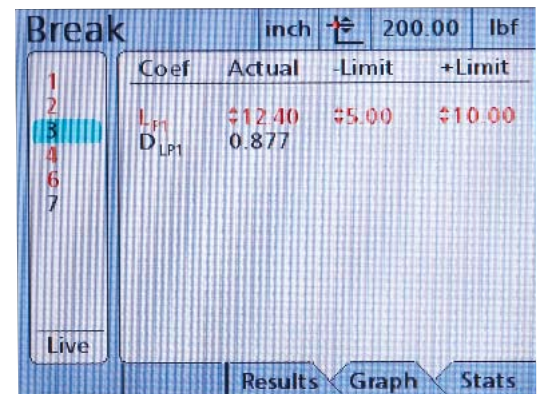 Break inch 200.00 lbf
Coef Actual -Limit +Limit
1
2
3
4
6
7
L P1 ÷12.40 ÷5.00 ÷10.00
D LP1 0.877
Live
Results Graph Stats